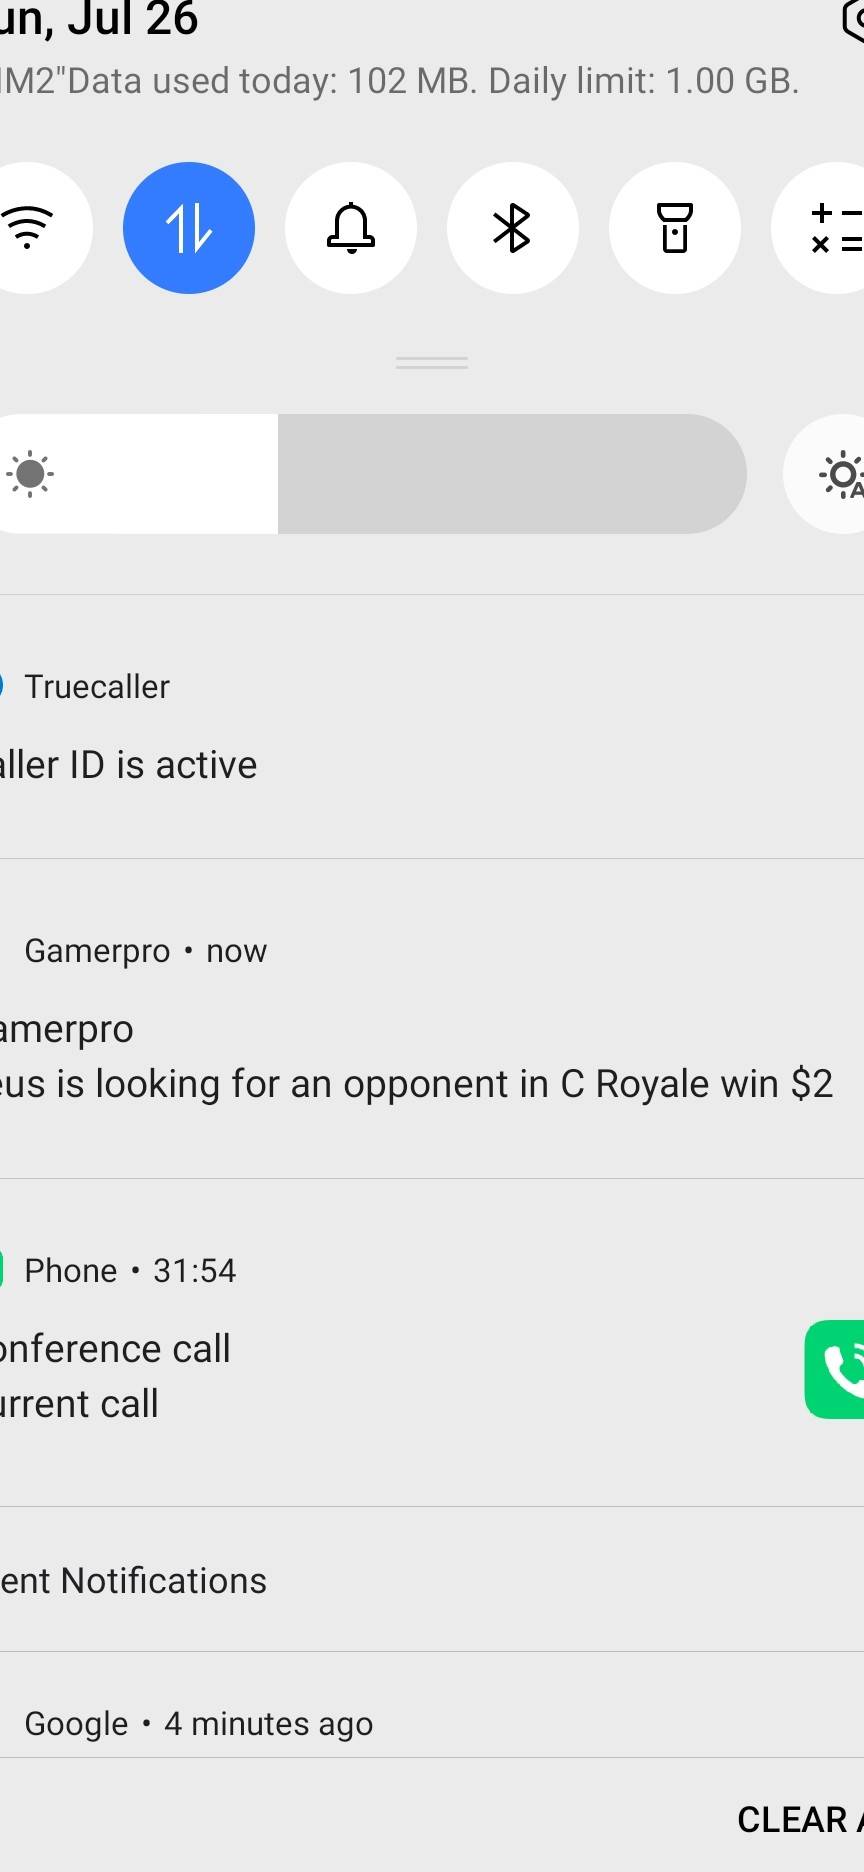 un, Jul 26
IM2"Data used today: 102 MB. Daily limit: 1.00 GB.
Truecaller
aller ID is active
Gamerpro • now
amerpro
eus is looking for an opponent in C Royale win $2
Phone • 31:54
onference call
urrent call
ent Notifications
Google • 4 minutes ago
CLEAR A